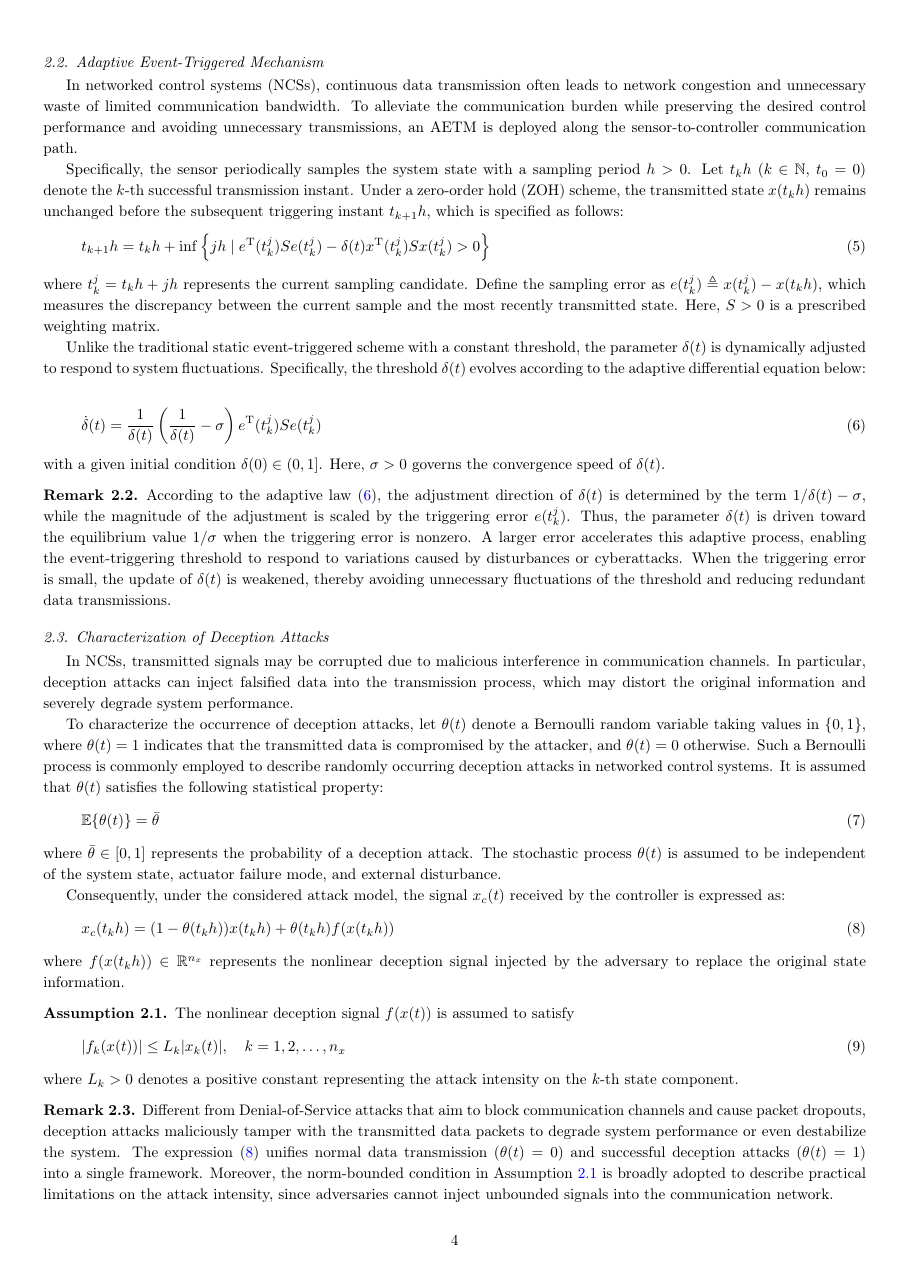 2.2. Adaptive Event-Triggered Mechanism
In networked control systems (NCSs), continuous data transmission often leads to network congestion and unnecessary
waste of limited communication bandwidth. To alleviate the communication burden while preserving the desired control
performance and avoiding unnecessary transmissions, an AETM is deployed along the sensor-to-controller communication
path.
Specifically, the sensor periodically samples the system state with a sampling period h > 0. Let t_k h (k ∈ ℕ, t_0 = 0)
denote the k-th successful transmission instant. Under a zero-order hold (ZOH) scheme, the transmitted state x(t_k h) remains
unchanged before the subsequent triggering instant t_{k+1}h, which is specified as follows:
t_{k+1}h = t_k h + inf {jh | e^T(t_k^j)Se(t_k^j) − δ(t)x^T(t_k^j)Sx(t_k^j) > 0} (5)
where t_k^j = t_k h + jh represents the current sampling candidate. Define the sampling error as e(t_k^j) ≜ x(t_k^j) − x(t_k h), which
measures the discrepancy between the current sample and the most recently transmitted state. Here, S > 0 is a prescribed
weighting matrix.
Unlike the traditional static event-triggered scheme with a constant threshold, the parameter δ(t) is dynamically adjusted
to respond to system fluctuations. Specifically, the threshold δ(t) evolves according to the adaptive differential equation below:
δ̇(t) = 1/δ(t) (1/δ(t) − σ) e^T(t_k^j)Se(t_k^j) (6)
with a given initial condition δ(0) ∈ (0, 1]. Here, σ > 0 governs the convergence speed of δ(t).
Remark 2.2. According to the adaptive law (6), the adjustment direction of δ(t) is determined by the term 1/δ(t) − σ,
while the magnitude of the adjustment is scaled by the triggering error e(t_k^j). Thus, the parameter δ(t) is driven toward
the equilibrium value 1/σ when the triggering error is nonzero. A larger error accelerates this adaptive process, enabling
the event-triggering threshold to respond to variations caused by disturbances or cyberattacks. When the triggering error
is small, the update of δ(t) is weakened, thereby avoiding unnecessary fluctuations of the threshold and reducing redundant
data transmissions.
2.3. Characterization of Deception Attacks
In NCSs, transmitted signals may be corrupted due to malicious interference in communication channels. In particular,
deception attacks can inject falsified data into the transmission process, which may distort the original information and
severely degrade system performance.
To characterize the occurrence of deception attacks, let θ(t) denote a Bernoulli random variable taking values in {0, 1},
where θ(t) = 1 indicates that the transmitted data is compromised by the attacker, and θ(t) = 0 otherwise. Such a Bernoulli
process is commonly employed to describe randomly occurring deception attacks in networked control systems. It is assumed
that θ(t) satisfies the following statistical property:
𝔼{θ(t)} = θ̄ (7)
where θ̄ ∈ [0, 1] represents the probability of a deception attack. The stochastic process θ(t) is assumed to be independent
of the system state, actuator failure mode, and external disturbance.
Consequently, under the considered attack model, the signal x_c(t) received by the controller is expressed as:
x_c(t_k h) = (1 − θ(t_k h))x(t_k h) + θ(t_k h)f(x(t_k h)) (8)
where f(x(t_k h)) ∈ ℝ^{n_x} represents the nonlinear deception signal injected by the adversary to replace the original state
information.
Assumption 2.1. The nonlinear deception signal f(x(t)) is assumed to satisfy
|f_k(x(t))| ≤ L_k|x_k(t)|, k = 1, 2, . . . , n_x (9)
where L_k > 0 denotes a positive constant representing the attack intensity on the k-th state component.
Remark 2.3. Different from Denial-of-Service attacks that aim to block communication channels and cause packet dropouts,
deception attacks maliciously tamper with the transmitted data packets to degrade system performance or even destabilize
the system. The expression (8) unifies normal data transmission (θ(t) = 0) and successful deception attacks (θ(t) = 1)
into a single framework. Moreover, the norm-bounded condition in Assumption 2.1 is broadly adopted to describe practical
limitations on the attack intensity, since adversaries cannot inject unbounded signals into the communication network.
4